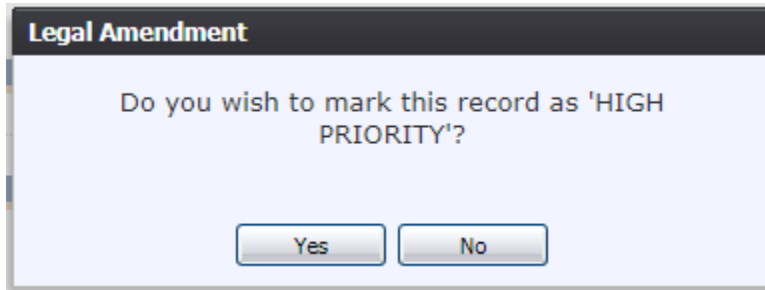 Legal Amendment
Do you wish to mark this record as 'HIGH
PRIORITY'?
Yes No